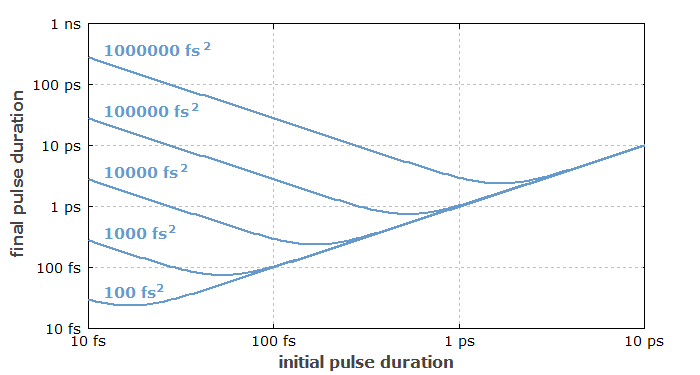 1 ns
100 ps
10 ps
1 ps
100 fs
10 fs
final pulse duration
1000000 fs²
100000 fs²
10000 fs²
1000 fs²
100 fs²
10 fs 100 fs 1 ps 10 ps
initial pulse duration